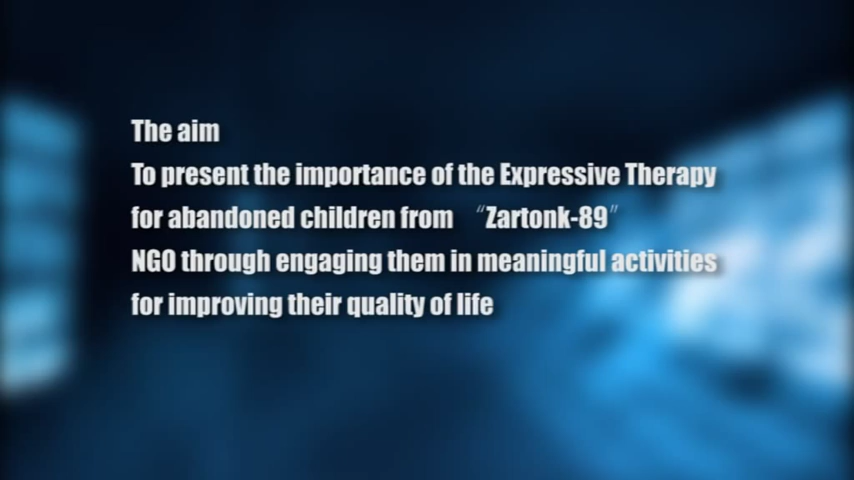 The aim
To present the importance of the Expressive Therapy
for abandoned children from “Zartonk-89”
NGO through engaging them in meaningful activities
for improving their quality of life